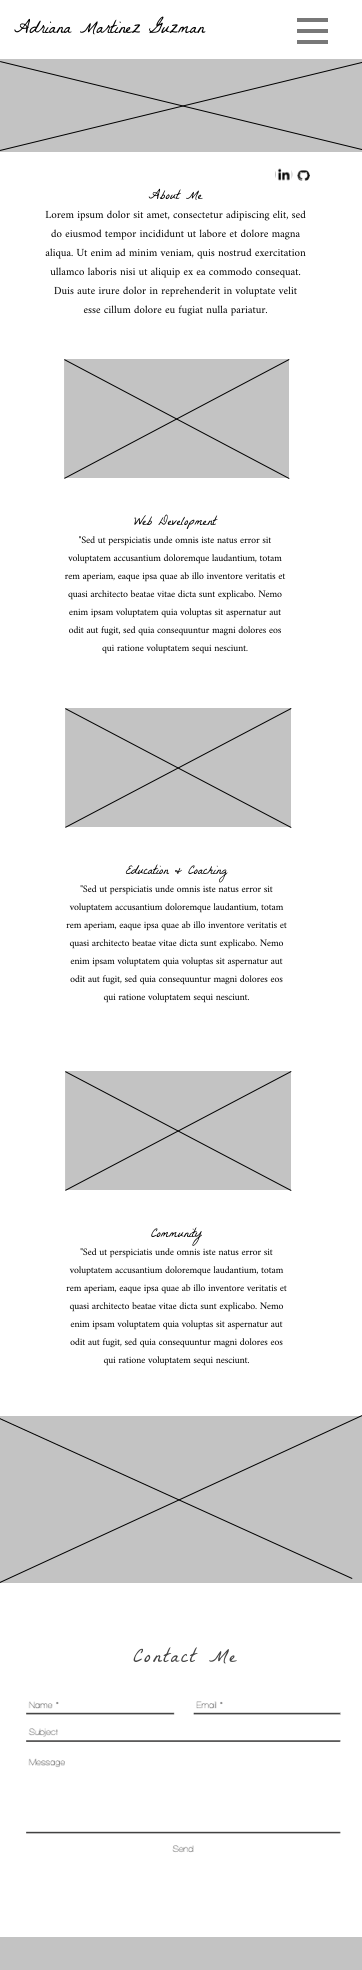 Adriana Martinez Guzman
in
About Me
Lorem ipsum dolor sit amet, consectetur adipiscing elit, sed
do eiusmod tempor incididunt ut labore et dolore magna
aliqua. Ut enim ad minim veniam, quis nostrud exercitation
ullamco laboris nisi ut aliquip ex ea commodo consequat.
Duis aute irure dolor in reprehenderit in voluptate velit
esse cillum dolore eu fugiat nulla pariatur.
Web Development
"Sed ut perspiciatis unde omnis iste natus error sit
voluptatem accusantium doloremque laudantium, totam
rem aperiam, eaque ipsa quae ab illo inventore veritatis et
quasi architecto beatae vitae dicta sunt explicabo. Nemo
enim ipsam voluptatem quia voluptas sit aspernatur aut
odit aut fugit, sed quia consequuntur magni dolores eos
qui ratione voluptatem sequi nesciunt.
Education & Coaching
"Sed ut perspiciatis unde omnis iste natus error sit
voluptatem accusantium doloremque laudantium, totam
rem aperiam, eaque ipsa quae ab illo inventore veritatis et
quasi architecto beatae vitae dicta sunt explicabo. Nemo
enim ipsam voluptatem quia voluptas sit aspernatur aut
odit aut fugit, sed quia consequuntur magni dolores eos
qui ratione voluptatem sequi nesciunt.
Community
"Sed ut perspiciatis unde omnis iste natus error sit
voluptatem accusantium doloremque laudantium, totam
rem aperiam, eaque ipsa quae ab illo inventore veritatis et
quasi architecto beatae vitae dicta sunt explicabo. Nemo
enim ipsam voluptatem quia voluptas sit aspernatur aut
odit aut fugit, sed quia consequuntur magni dolores eos
qui ratione voluptatem sequi nesciunt.
Contact Me
Name * Email *
Subject
Message
Send